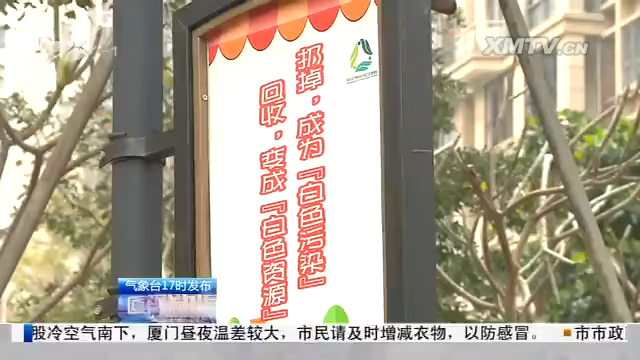 XMTV.CN
扔掉，成为『白色污染』
回收，变成『白色资源』
气象台17时发布
股冷空气南下，厦门昼夜温差较大，市民请及时增减衣物，以防感冒。 ■市市政